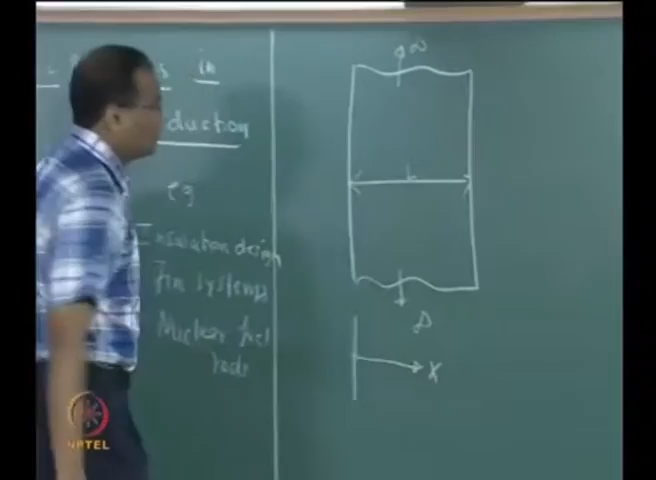 in
duction
eg
Insulation design
Fin systems
Nuclear fuel
rods
∞
L
x
NPTEL